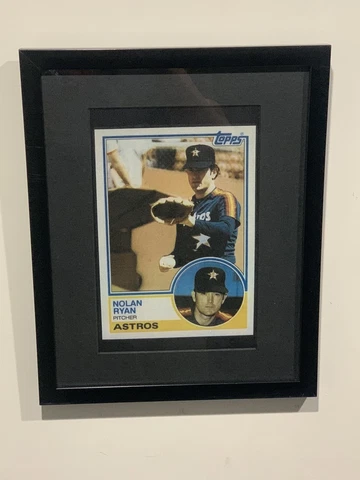 Topps
NOLAN
RYAN
PITCHER
ASTROS